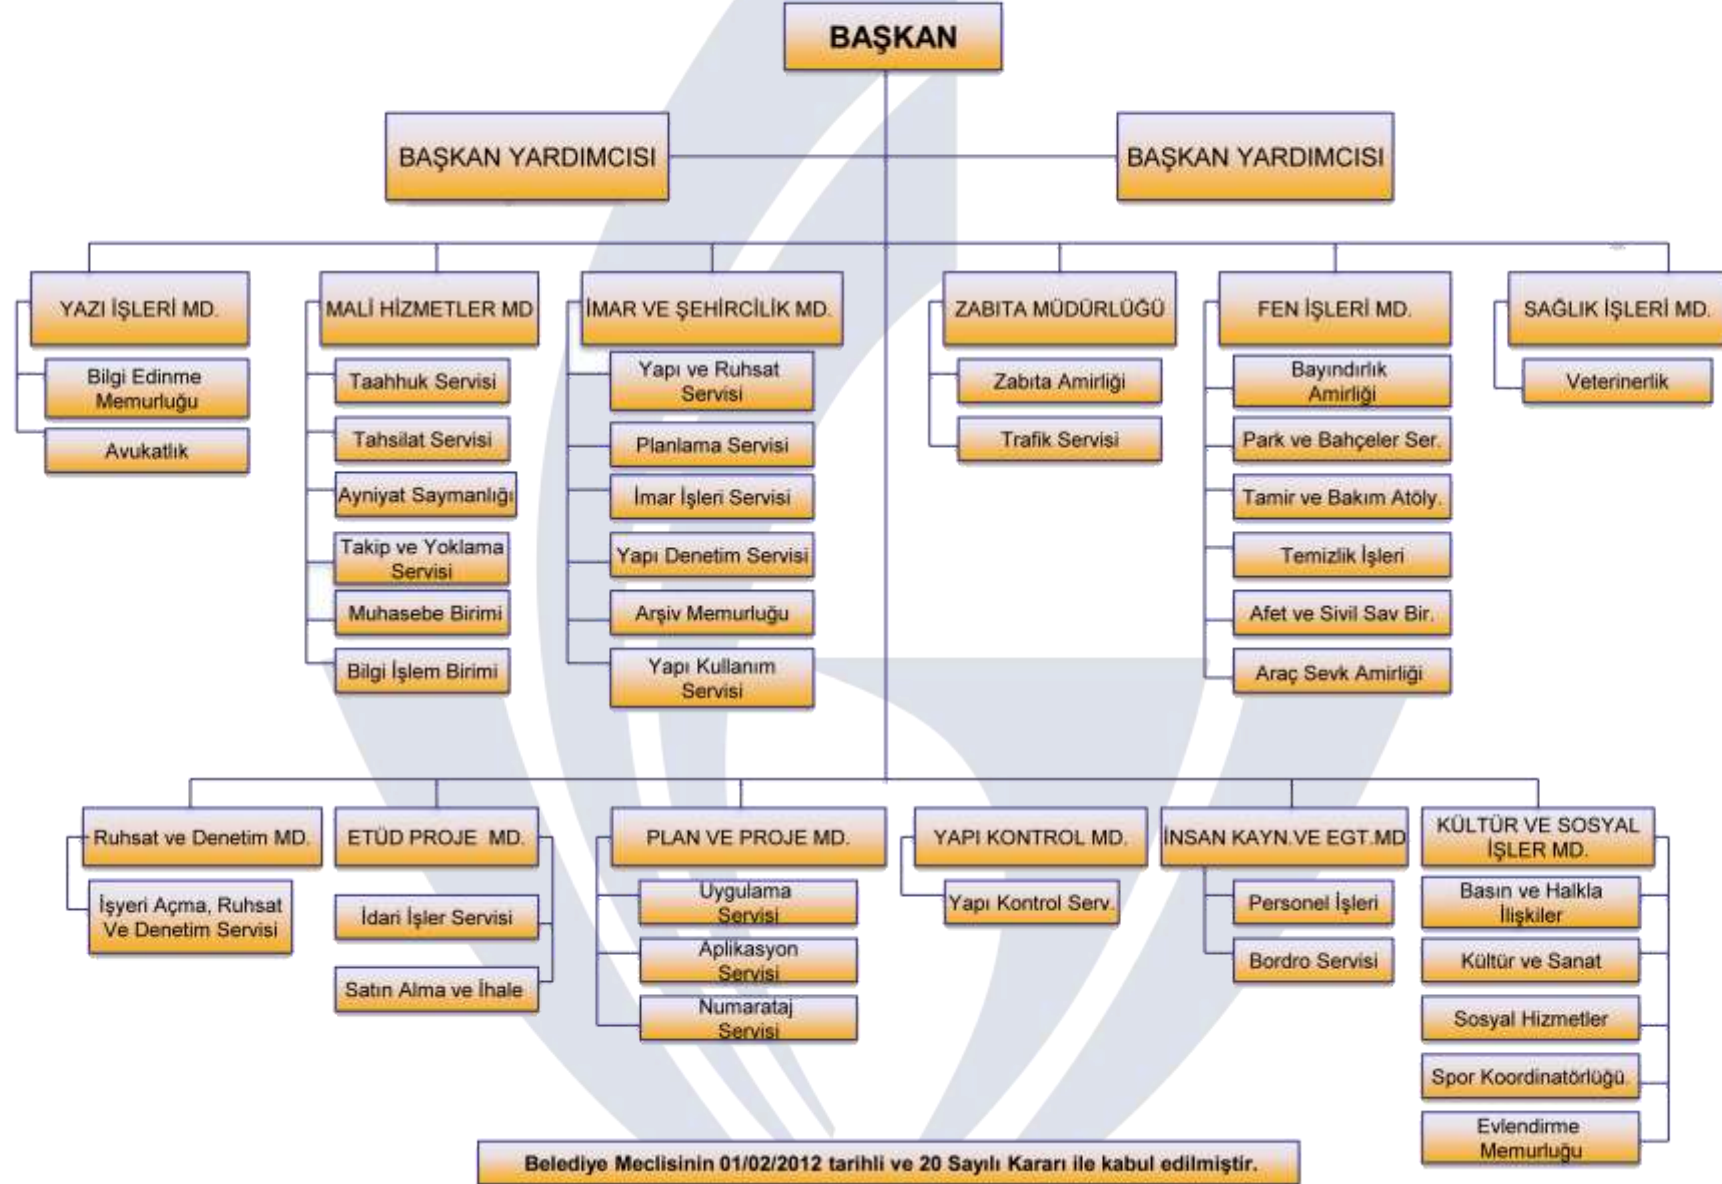 BAŞKAN
BAŞKAN YARDIMCISI
BAŞKAN YARDIMCISI
YAZI İŞLERİ MD.
Bilgi Edinme
Memurluğu
Avukatlık
MALİ HİZMETLER MD
Taahhuk Servisi
Tahsilat Servisi
Ayniyat Saymanlığı
Takip ve Yoklama
Servisi
Muhasebe Birimi
Bilgi İşlem Birimi
İMAR VE ŞEHİRCİLİK MD.
Yapı ve Ruhsat
Servisi
Planlama Servisi
İmar İşleri Servisi
Yapı Denetim Servisi
Arşiv Memurluğu
Yapı Kullanım
Servisi
ZABITA MÜDÜRLÜĞÜ
Zabıta Amirliği
Trafik Servisi
FEN İŞLERİ MD.
Bayındırlık
Amirliği
Park ve Bahçeler Ser.
Tamir ve Bakım Atöly.
Temizlik İşleri
Afet ve Sivil Sav Bir.
Araç Sevk Amirliği
SAĞLIK İŞLERİ MD.
Veterinerlik
Ruhsat ve Denetim MD.
İşyeri Açma, Ruhsat
Ve Denetim Servisi
ETÜD PROJE MD.
İdari İşler Servisi
Satın Alma ve İhale
PLAN VE PROJE MD.
Uygulama
Servisi
Aplikasyon
Servisi
Numarataj
Servisi
YAPI KONTROL MD.
Yapı Kontrol Serv.
İNSAN KAYN.VE EGT.MD
Personel İşleri
Bordro Servisi
KÜLTÜR VE SOSYAL
İŞLER MD.
Basın ve Halkla
İlişkiler
Kültür ve Sanat
Sosyal Hizmetler
Spor Koordinatörlüğü.
Evlendirme
Memurluğu
Belediye Meclisinin 01/02/2012 tarihli ve 20 Sayılı Kararı ile kabul edilmiştir.